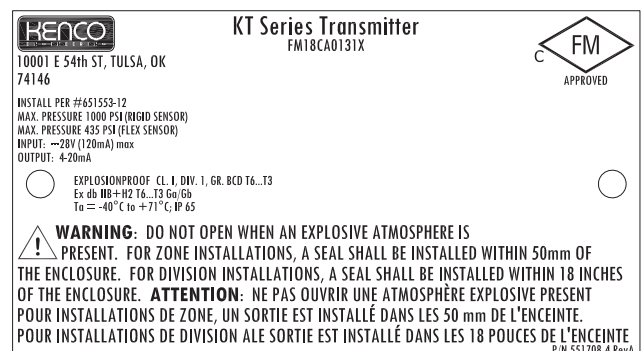 KENCO
KT Series Transmitter
FM18CA0131X
10001 E 54th ST, TULSA, OK
74146
C FM
APPROVED
INSTALL PER #651553-12
MAX. PRESSURE 1000 PSI (RIGID SENSOR)
MAX. PRESSURE 435 PSI (FLEX SENSOR)
INPUT: ⎓28V (120mA) max
OUTPUT: 4-20mA
EXPLOSIONPROOF CL. I, DIV. 1, GR. BCD T6...T3
Ex db IIB+H2 T6...T3 Ga/Gb
Ta = -40°C to +71°C; IP 65
WARNING: DO NOT OPEN WHEN AN EXPLOSIVE ATMOSPHERE IS
PRESENT. FOR ZONE INSTALLATIONS, A SEAL SHALL BE INSTALLED WITHIN 50mm OF
THE ENCLOSURE. FOR DIVISION INSTALLATIONS, A SEAL SHALL BE INSTALLED WITHIN 18 INCHES
OF THE ENCLOSURE. ATTENTION: NE PAS OUVRIR UNE ATMOSPHÈRE EXPLOSIVE PRESENT
POUR INSTALLATIONS DE ZONE, UN SORTIE EST INSTALLÉ DANS LES 50 mm DE L'ENCEINTE.
POUR INSTALLATIONS DE DIVISION ALE SORTIE EST INSTALLÉ DANS LES 18 POUCES DE L'ENCEINTE
P/N 551708-4 RevA